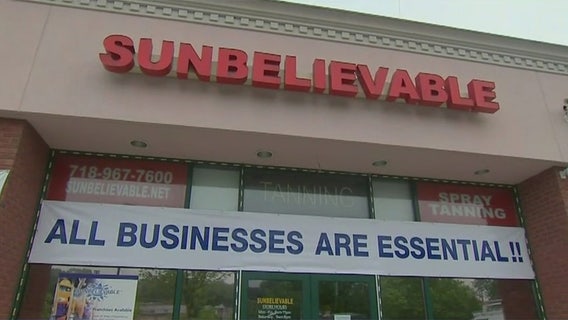 SUNBELIEVABLE
718-967-7600
SUNBELIEVABLE.NET
TANNING
SPRAY
TANNING
ALL BUSINESSES ARE ESSENTIAL!!
SUNBELIEVABLE